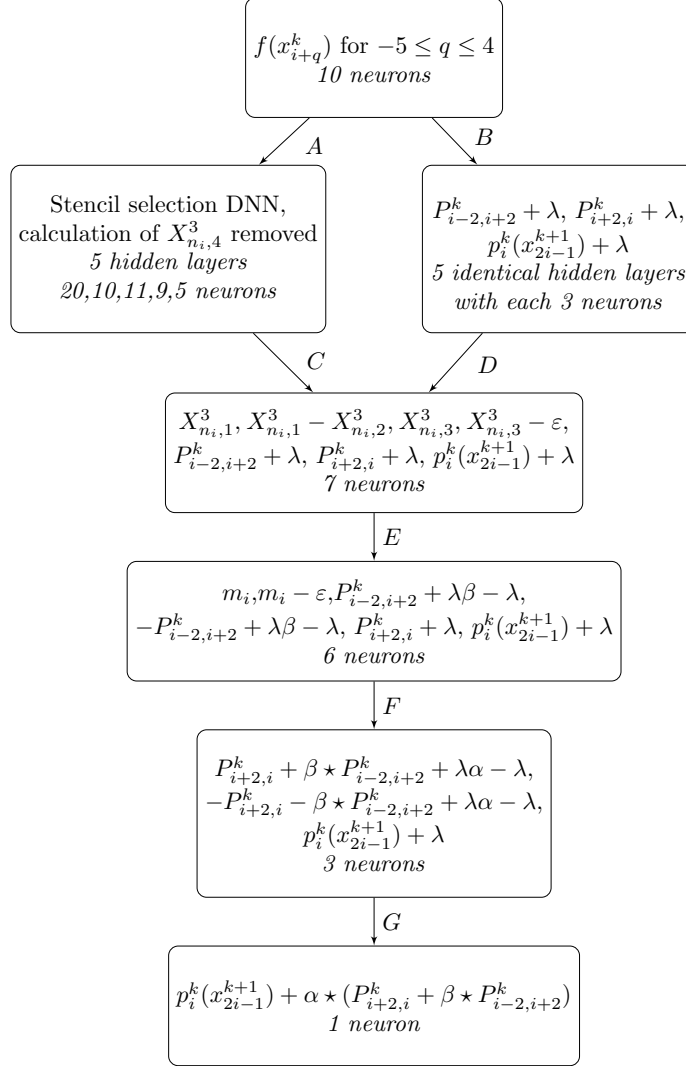 f(x^k_{i+q}) for −5 ≤ q ≤ 4
10 neurons
A
B
Stencil selection DNN,
calculation of X^3_{n_i,4} removed
5 hidden layers
20,10,11,9,5 neurons
P^k_{i−2,i+2} + λ, P^k_{i+2,i} + λ,
p^k_i(x^{k+1}_{2i−1}) + λ
5 identical hidden layers
with each 3 neurons
C
D
X^3_{n_i,1}, X^3_{n_i,1} − X^3_{n_i,2}, X^3_{n_i,3}, X^3_{n_i,3} − ε,
P^k_{i−2,i+2} + λ, P^k_{i+2,i} + λ, p^k_i(x^{k+1}_{2i−1}) + λ
7 neurons
E
m_i,m_i − ε,P^k_{i−2,i+2} + λβ − λ,
−P^k_{i−2,i+2} + λβ − λ, P^k_{i+2,i} + λ, p^k_i(x^{k+1}_{2i−1}) + λ
6 neurons
F
P^k_{i+2,i} + β ⋆ P^k_{i−2,i+2} + λα − λ,
−P^k_{i+2,i} − β ⋆ P^k_{i−2,i+2} + λα − λ,
p^k_i(x^{k+1}_{2i−1}) + λ
3 neurons
G
p^k_i(x^{k+1}_{2i−1}) + α ⋆ (P^k_{i+2,i} + β ⋆ P^k_{i−2,i+2})
1 neuron